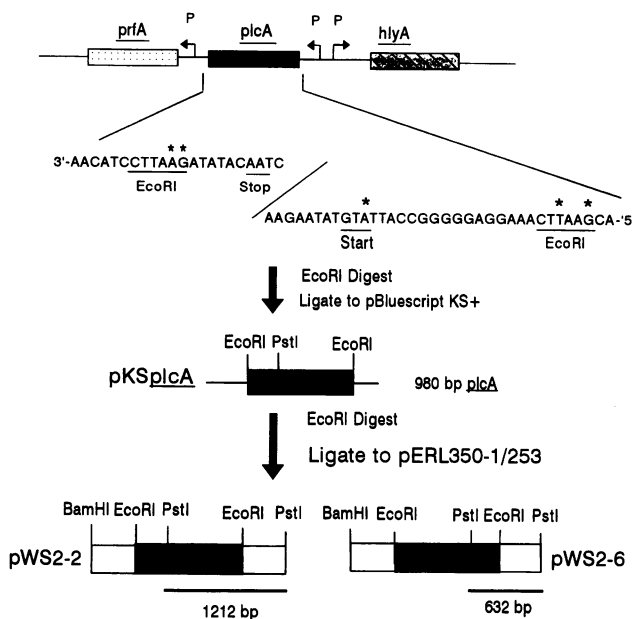 P P P
prfA plcA hlyA
* *
3'-AACATCCTTAAGATATACAATC
EcoRI Stop
* * *
AAGAATATGTATTACCGGGGGAGGAAACTTAAGCA-'5
Start EcoRI
EcoRI Digest
Ligate to pBluescript KS+
EcoRI PstI EcoRI
pKSplcA 980 bp plcA
EcoRI Digest
Ligate to pERL350-1/253
BamHI EcoRI PstI EcoRI PstI BamHI EcoRI PstI EcoRI PstI
pWS2-2 pWS2-6
1212 bp 632 bp